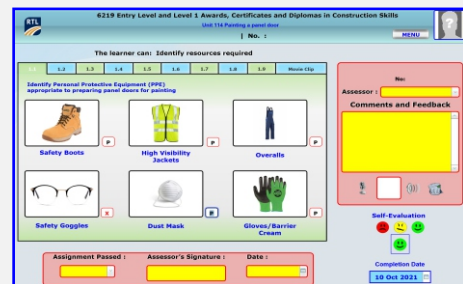 6219 Entry Level and Level 1 Awards, Certificates and Diplomas in Construction Skills
RTL
Unit 114 Painting a panel door
| No. :
MENU
?
The learner can: Identify resources required
1.2 1.3 1.4 1.5 1.6 1.7 1.8 1.9 Movie Clip
Identify Personal Protective Equipment (PPE)
appropriate to preparing panel doors for painting
P P P
Safety Boots
High Visibility
Jackets
Overalls
X P P
Safety Goggles
Dust Mask
Gloves/Barrier
Cream
Assignment Passed :
Assessor's Signature :
Date :
No:
Assessor :
Comments and Feedback
Self-Evaluation
Completion Date
10 Oct 2021